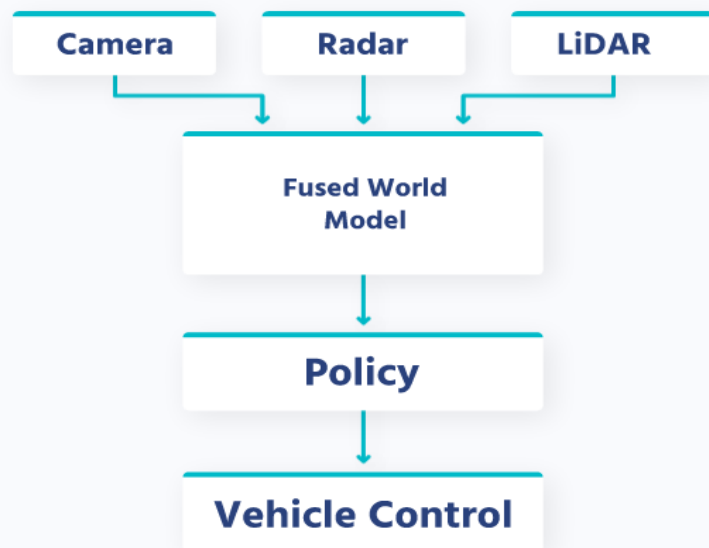 Camera
Radar
LiDAR
Fused World
Model
Policy
Vehicle Control